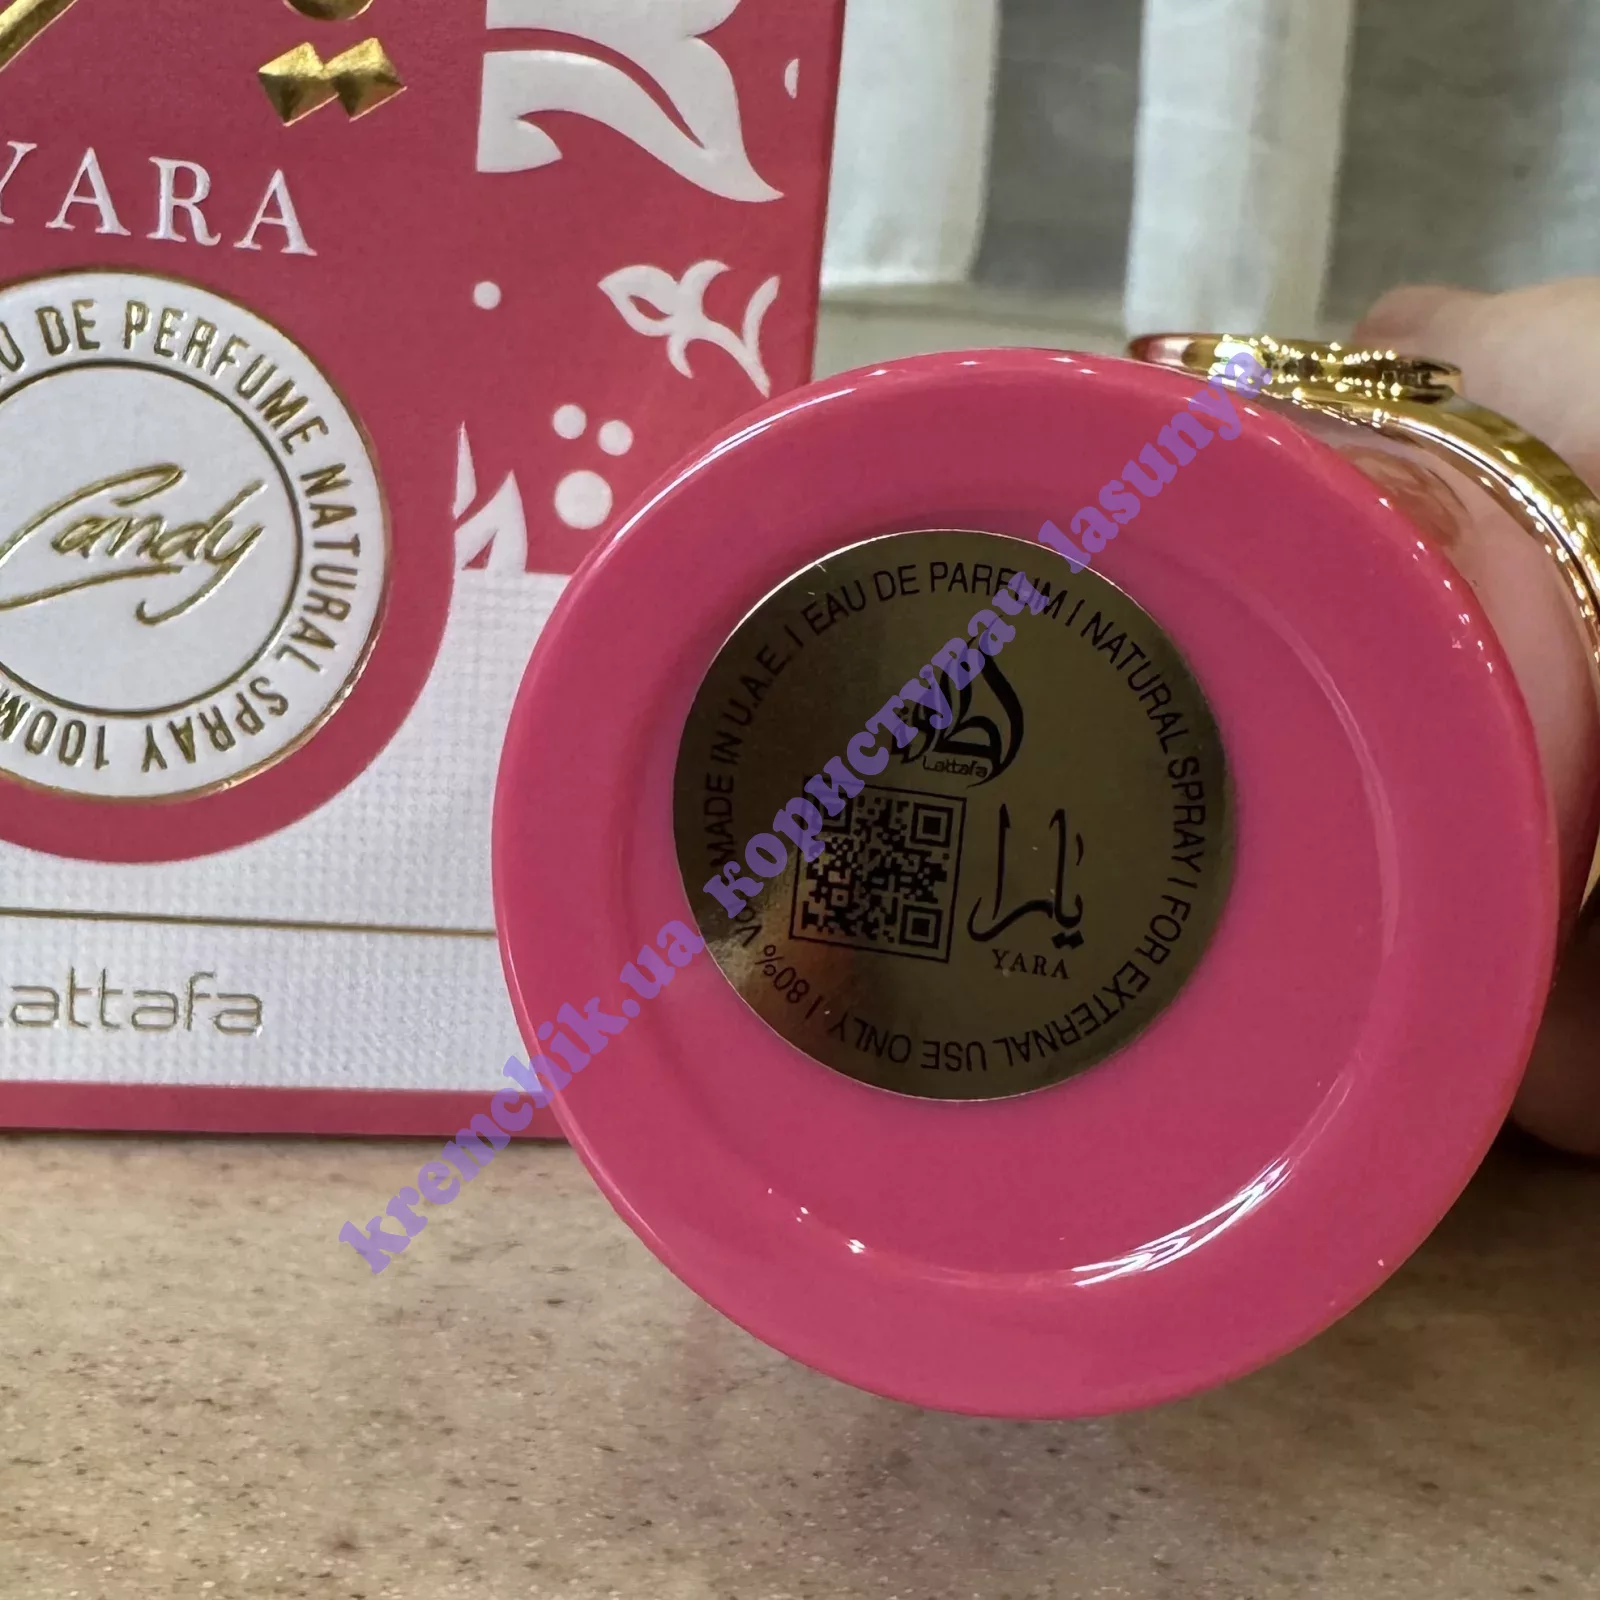 YARA
EAU DE PERFUME NATURAL SPRAY 100M
Candy
Lattafa
MADE IN U.A.E. | EAU DE PARFUM | NATURAL SPRAY | FOR EXTERNAL USE ONLY | 80%
Lattafa
يارا
YARA
kremchik.ua користувач lasunya